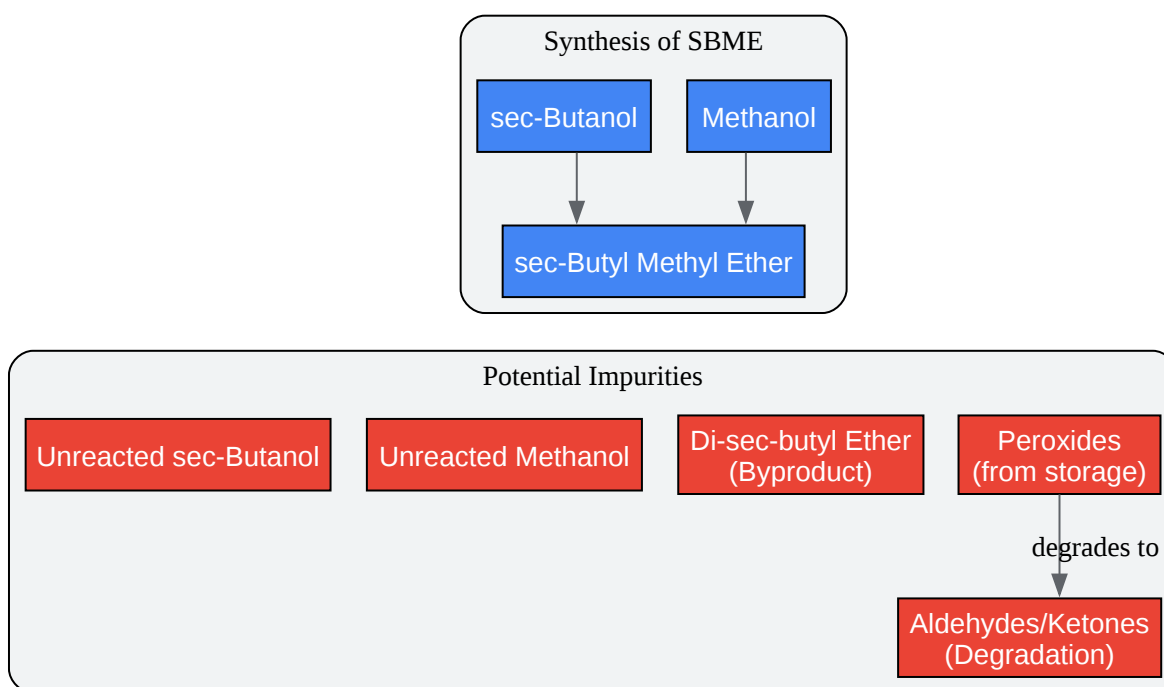 Synthesis of SBME
sec-Butanol
Methanol
sec-Butyl Methyl Ether
Potential Impurities
Unreacted sec-Butanol
Unreacted Methanol
Di-sec-butyl Ether
(Byproduct)
Peroxides
(from storage)
degrades to
Aldehydes/Ketones
(Degradation)